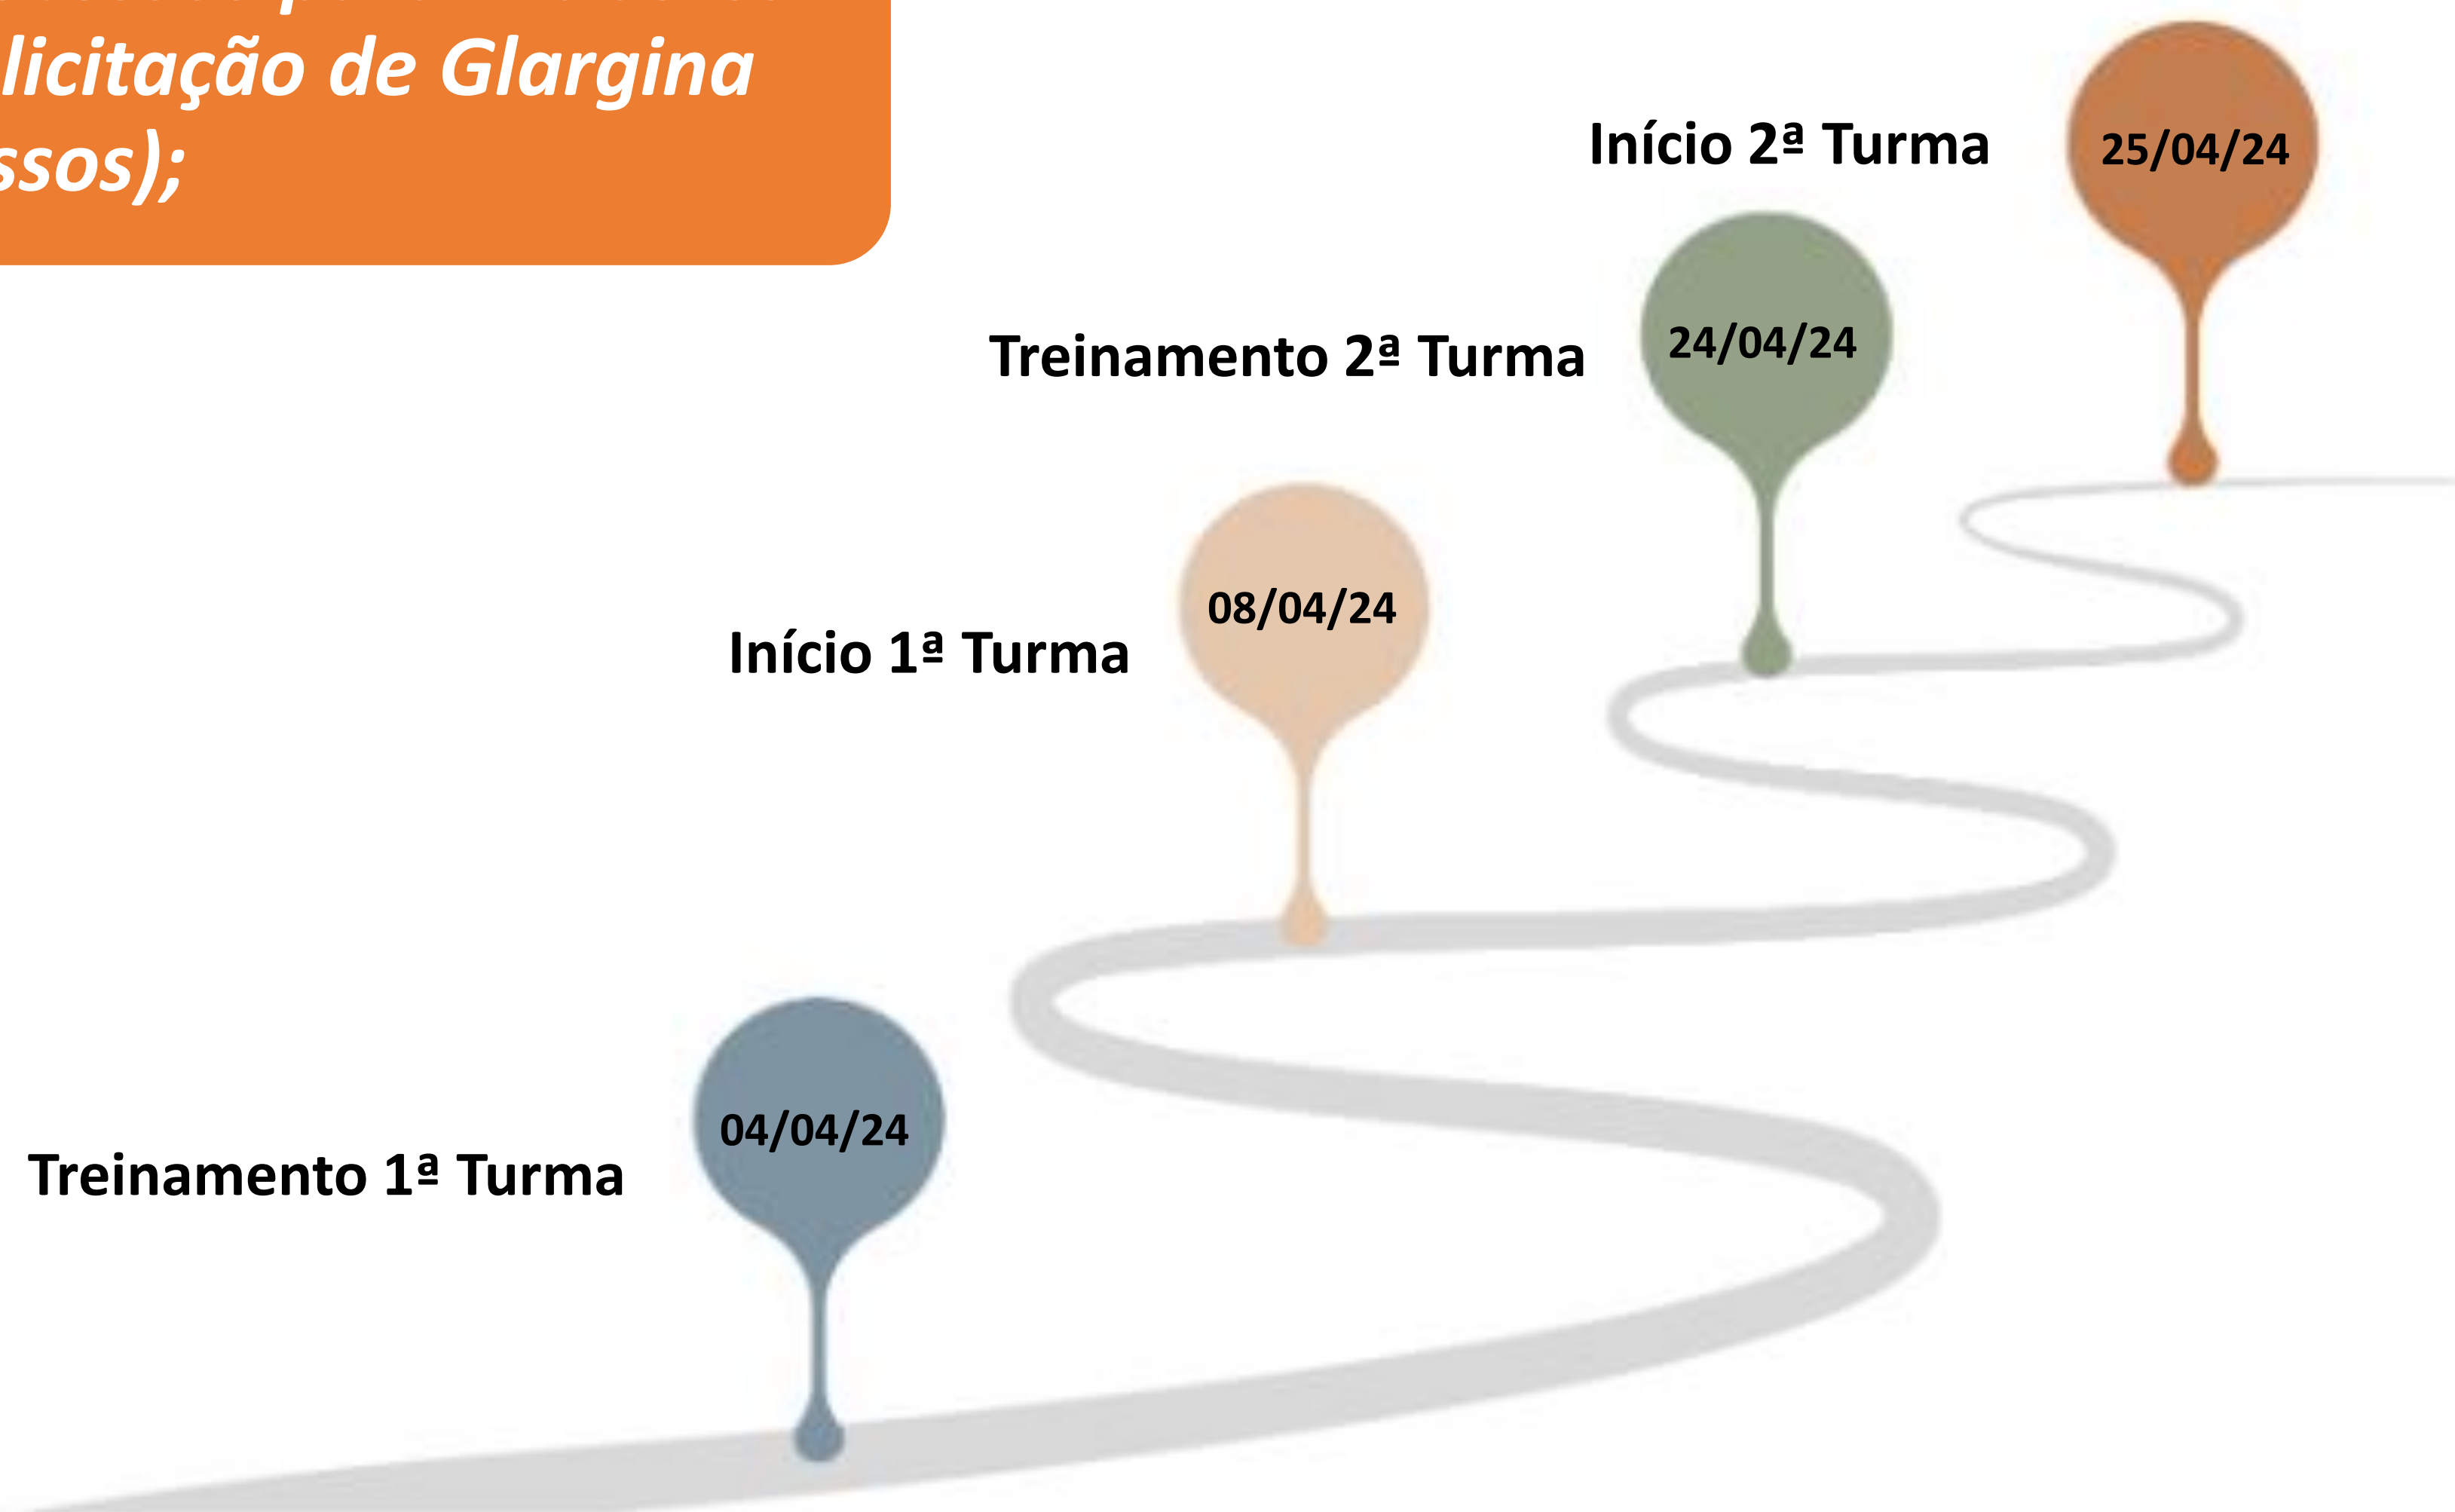 licitação de Glargina
ssos);
Início 2ª Turma
25/04/24
Treinamento 2ª Turma
24/04/24
Início 1ª Turma
08/04/24
Treinamento 1ª Turma
04/04/24